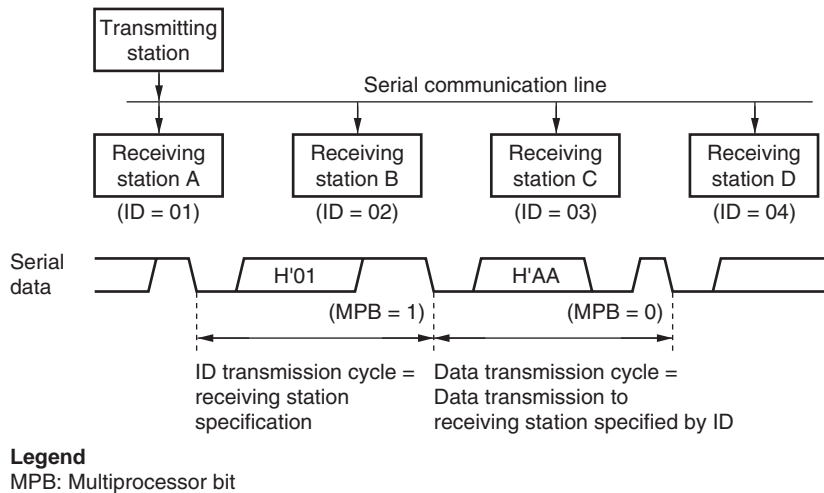 Transmitting
station
Serial communication line
Receiving
station A
Receiving
station B
Receiving
station C
Receiving
station D
(ID = 01)
(ID = 02)
(ID = 03)
(ID = 04)
Serial
data
H'01
H'AA
(MPB = 1)
(MPB = 0)
ID transmission cycle =
receiving station
specification
Data transmission cycle =
Data transmission to
receiving station specified by ID
Legend
MPB: Multiprocessor bit